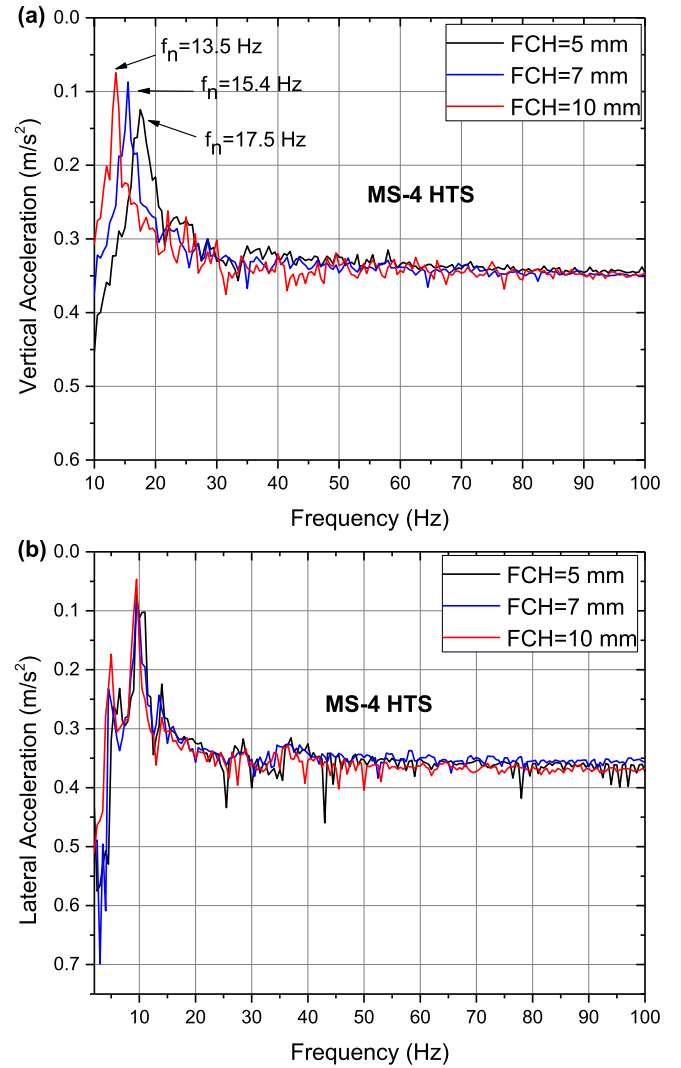 (a)
0.0
0.1
0.2
0.3
0.4
0.5
0.6
Vertical Acceleration (m/s²)
fₙ=13.5 Hz
fₙ=15.4 Hz
fₙ=17.5 Hz
FCH=5 mm
FCH=7 mm
FCH=10 mm
MS-4 HTS
10 20 30 40 50 60 70 80 90 100
Frequency (Hz)
(b)
0.0
0.1
0.2
0.3
0.4
0.5
0.6
0.7
Lateral Acceleration (m/s²)
FCH=5 mm
FCH=7 mm
FCH=10 mm
MS-4 HTS
10 20 30 40 50 60 70 80 90 100
Frequency (Hz)